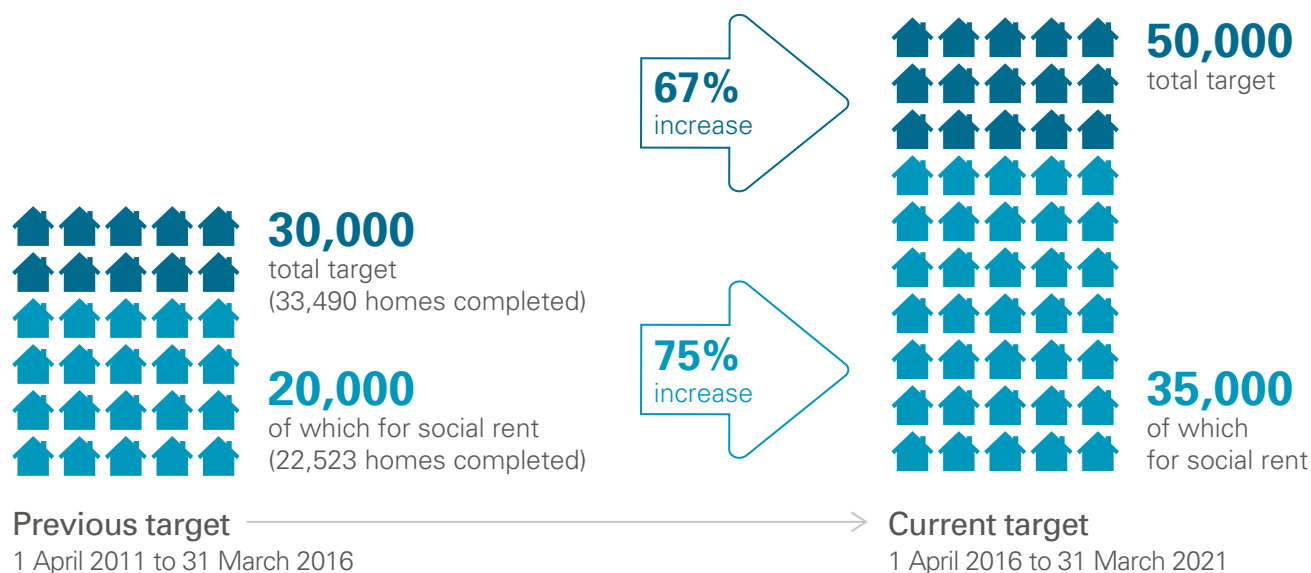 67%
increase
50,000
total target
30,000
total target
(33,490 homes completed)
75%
increase
20,000
of which for social rent
(22,523 homes completed)
35,000
of which
for social rent
Previous target
1 April 2011 to 31 March 2016
Current target
1 April 2016 to 31 March 2021